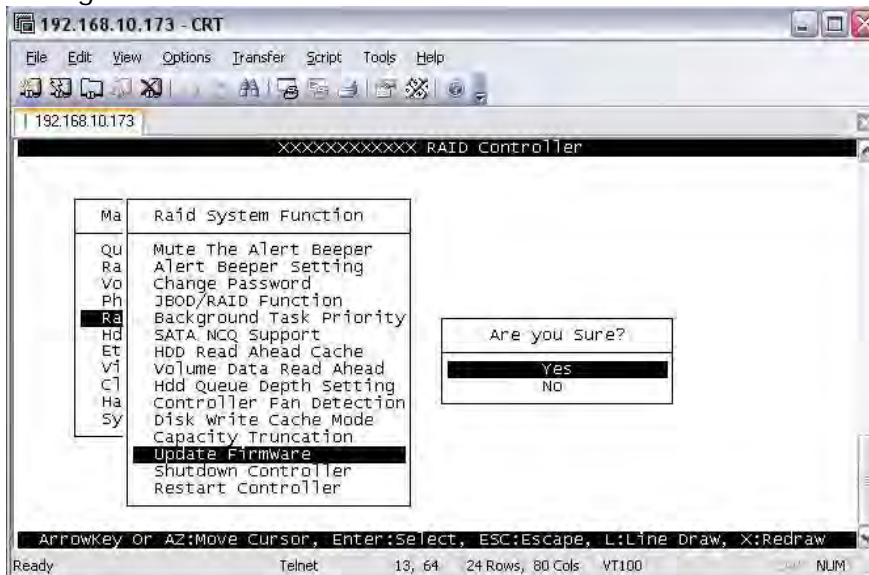 192.168.10.173 - CRT
File Edit View Options Transfer Script Tools Help
192.168.10.173
XXXXXXXXXXXX RAID Controller
Ma
Qu
Ra
Vo
Ph
Ra
Hd
Et
Vi
Cl
Ha
Sy
Raid System Function
Mute The Alert Beeper
Alert Beeper Setting
Change Password
JBOD/RAID Function
Background Task Priority
SATA NCQ Support
HDD Read Ahead Cache
Volume Data Read Ahead
Hdd Queue Depth Setting
Controller Fan Detection
Disk Write Cache Mode
Capacity Truncation
Update FirmWare
Shutdown Controller
Restart Controller
Are you Sure?
Yes
No
ArrowKey Or AZ:Move Cursor, Enter:Select, ESC:Escape, L:Line Draw, X:Redraw
Ready Telnet 13, 64 24 Rows, 80 Cols VT100 NUM